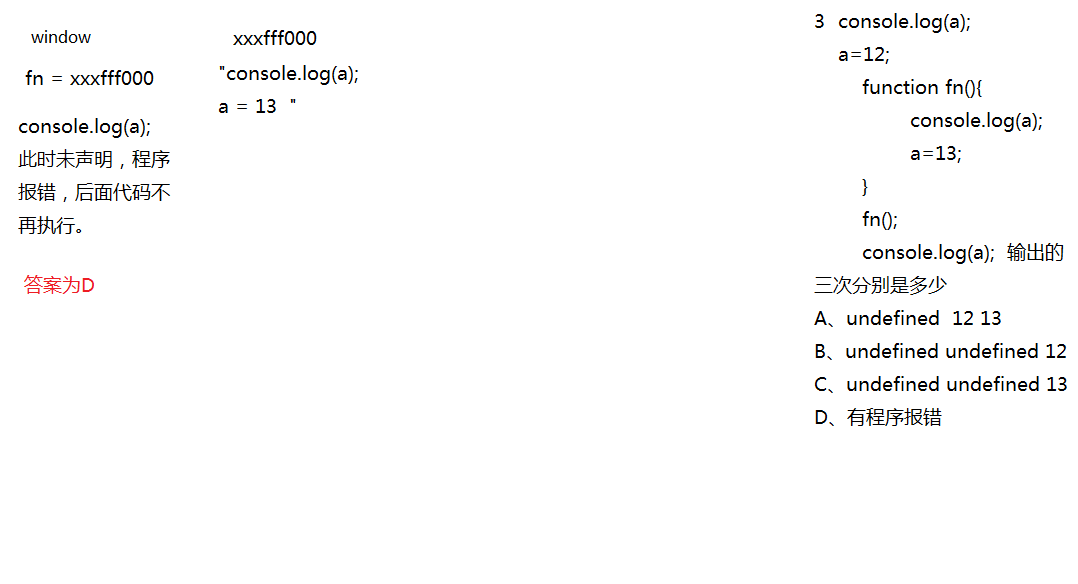 window
fn = xxxfff000
console.log(a);
此时未声明，程序
报错，后面代码不
再执行。
答案为D
xxxfff000
"console.log(a);
a = 13  "
3  console.log(a);
a=12;
function fn(){
console.log(a);
a=13;
}
fn();
console.log(a);  输出的
三次分别是多少
A、undefined  12 13
B、undefined undefined 12
C、undefined undefined 13
D、有程序报错